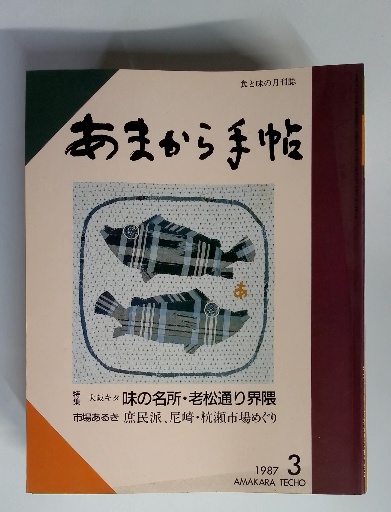 食と味の月刊誌
あまから手帖
あ
特集 大阪キタ 味の名所・老松通り界隈
市場あるき 庶民派、尼崎・杭瀬市場めぐり
1987 3
AMAKARA TECHO